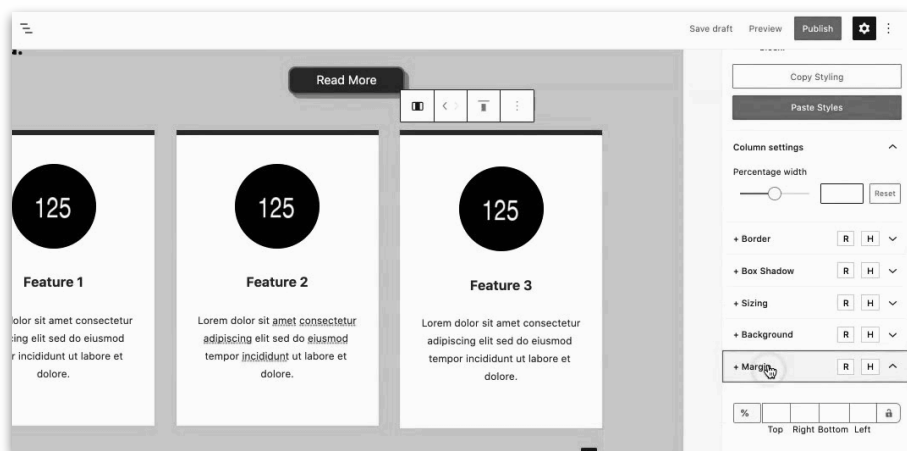 Save draft Preview Publish
Copy Styling
Read More
Paste Styles
Column settings
Percentage width
Reset
125 125 125
+ Border R H
+ Box Shadow R H
Feature 1 Feature 2 Feature 3
+ Sizing R H
olor sit amet consectetur
ing elit sed do eiusmod
r incididunt ut labore et
dolore.
Lorem dolor sit amet consectetur
adipiscing elit sed do eiusmod
tempor incididunt ut labore et
dolore.
Lorem dolor sit amet consectetur
adipiscing elit sed do eiusmod
tempor incididunt ut labore et
dolore.
+ Background R H
+ Margin R H
%
Top Right Bottom Left